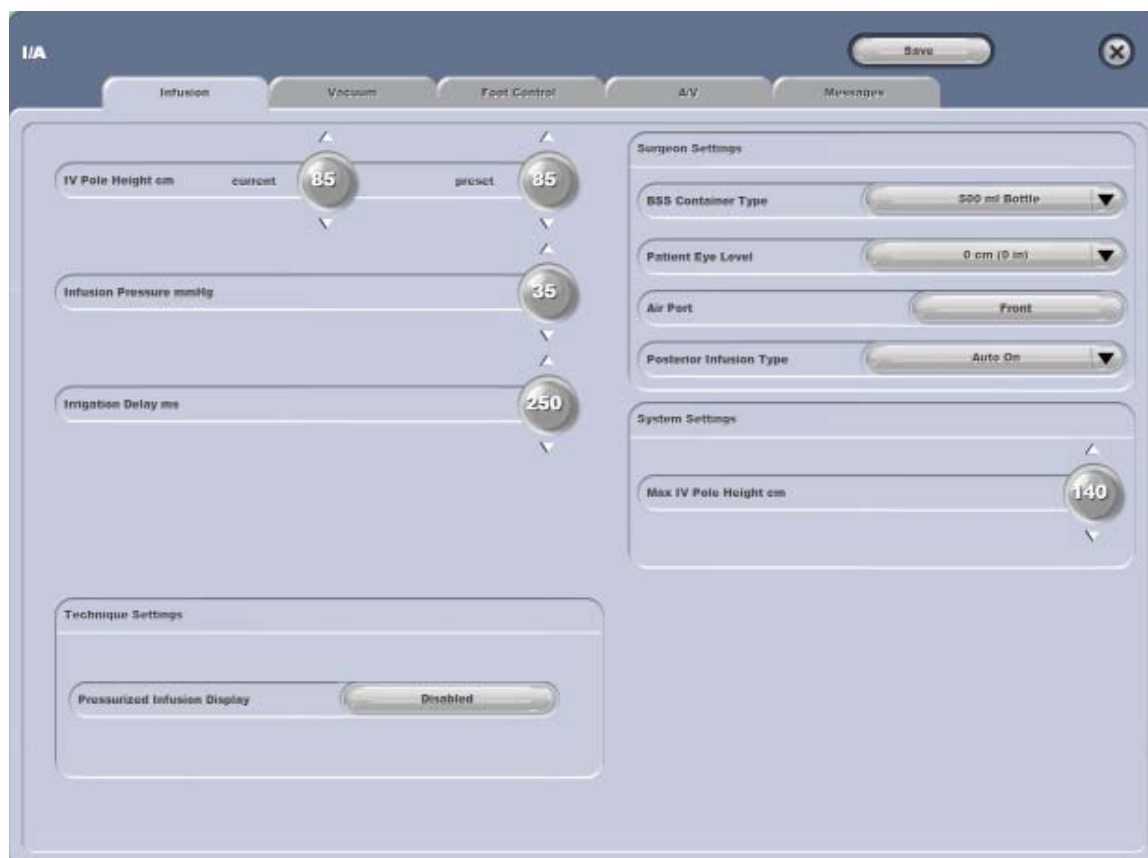 I/A
Save
Infusion
Vacuum
Foot Control
A/V
Messages
IV Pole Height cm current 85 preset 85
Infusion Pressure mmHg 35
Irrigation Delay ms 250
Technique Settings
Pressurized Infusion Display Disabled
Surgeon Settings
BSS Container Type 500 ml Bottle
Patient Eye Level 0 cm (0 in)
Air Port Front
Posterior Infusion Type Auto On
System Settings
Max IV Pole Height cm 140